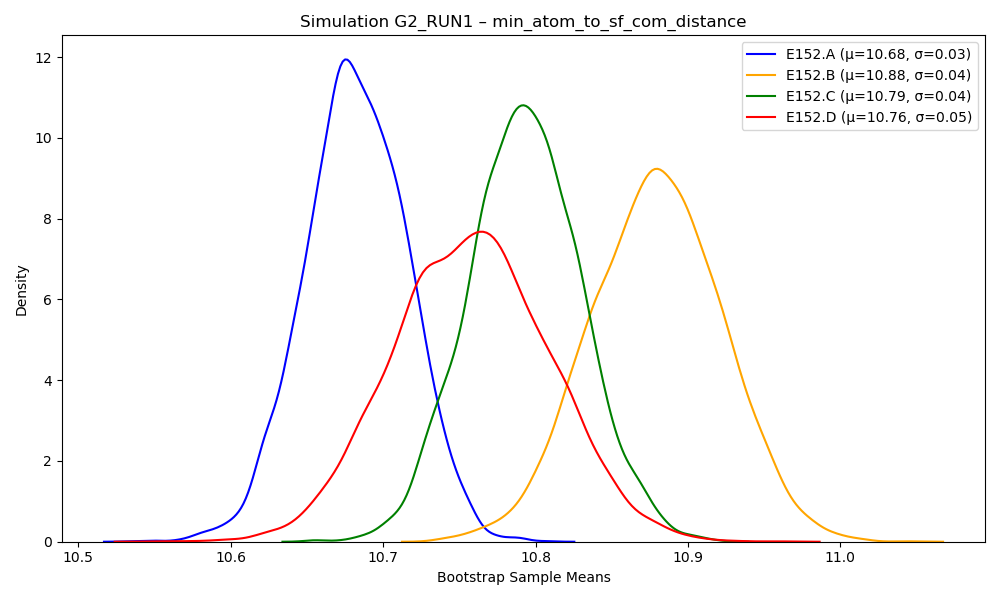 Simulation G2_RUN1 – min_atom_to_sf_com_distance
E152.A (μ=10.68, σ=0.03)
E152.B (μ=10.88, σ=0.04)
E152.C (μ=10.79, σ=0.04)
E152.D (μ=10.76, σ=0.05)
Density
12
10
8
6
4
2
0
10.5 10.6 10.7 10.8 10.9 11.0
Bootstrap Sample Means